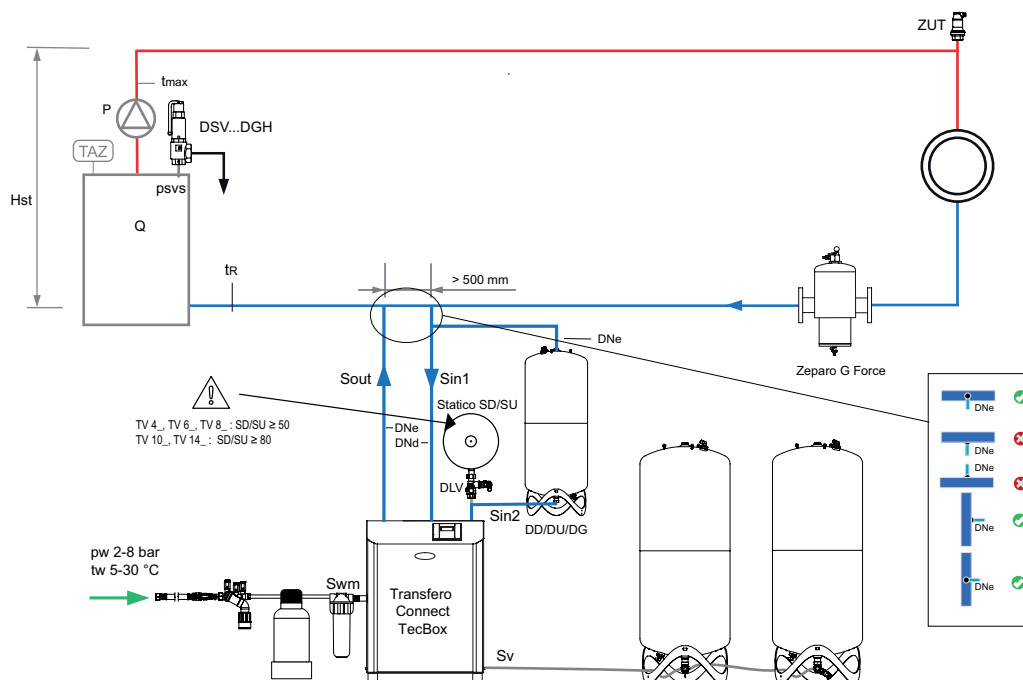 ZUT
tmax
P
DSV...DGH
TAZ
psvs
Hst
Q
tR
> 500 mm
DNe
Zeparo G Force
Sout
Sin1
Statico SD/SU
TV 4_, TV 6_, TV 8_ : SD/SU ≥ 50
TV 10_, TV 14_ : SD/SU ≥ 80
DNe
DNd
DLV
Sin2
DD/DU/DG
DNe
DNe
DNe
DNe
DNe
pw 2-8 bar
tw 5-30 °C
Swm
Transfero
Connect
TecBox
Sv